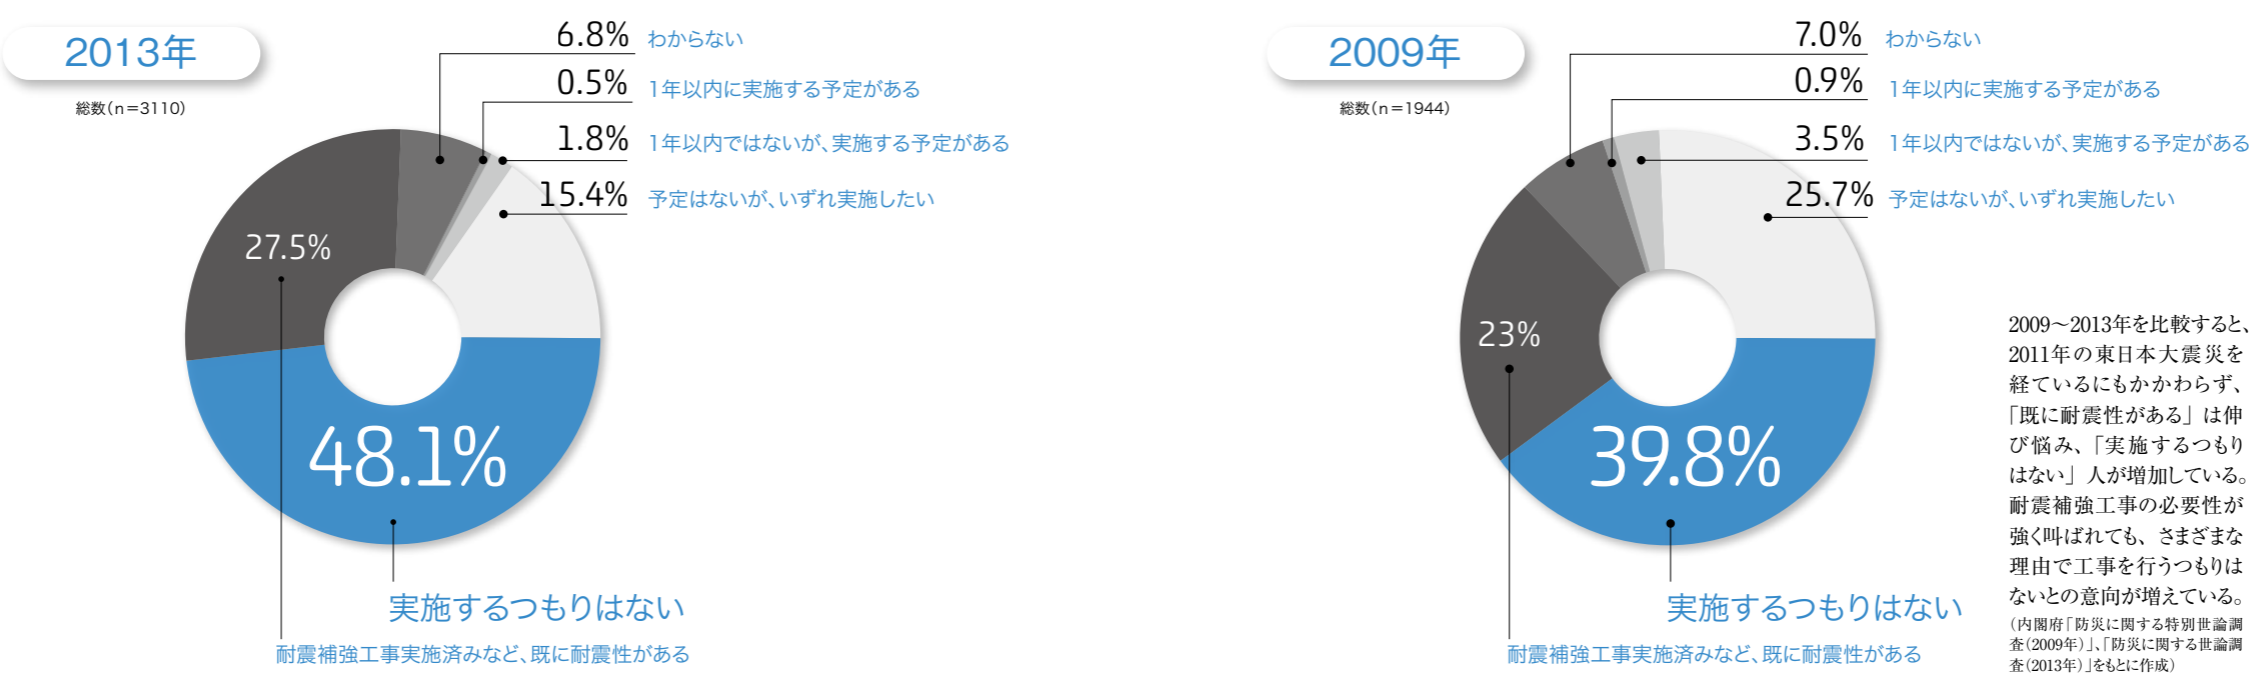 2013年
総数（n＝3110）
6.8% わからない
0.5% 1年以内に実施する予定がある
1.8% 1年以内ではないが、実施する予定がある
15.4% 予定はないが、いずれ実施したい
27.5%
48.1%
実施するつもりはない
耐震補強工事実施済みなど、既に耐震性がある
2009年
総数（n＝1944）
7.0% わからない
0.9% 1年以内に実施する予定がある
3.5% 1年以内ではないが、実施する予定がある
25.7% 予定はないが、いずれ実施したい
23%
39.8%
実施するつもりはない
耐震補強工事実施済みなど、既に耐震性がある
2009～2013年を比較すると、
2011年の東日本大震災を
経ているにもかかわらず、
「既に耐震性がある」は伸
び悩み、「実施するつもり
はない」人が増加している。
耐震補強工事の必要性が
強く叫ばれても、さまざまな
理由で工事を行うつもりは
ないとの意向が増えている。
（内閣府「防災に関する特別世論調
査（2009年）」、「防災に関する世論調
査（2013年）」をもとに作成）